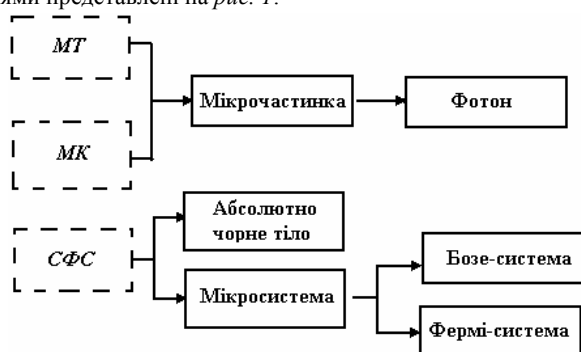 ями представлені на рис. 1.
МТ
Мікрочастинка
Фотон
МК
Абсолютно
чорне тіло
СФС
Бозе-система
Мікросистема
Фермі-система